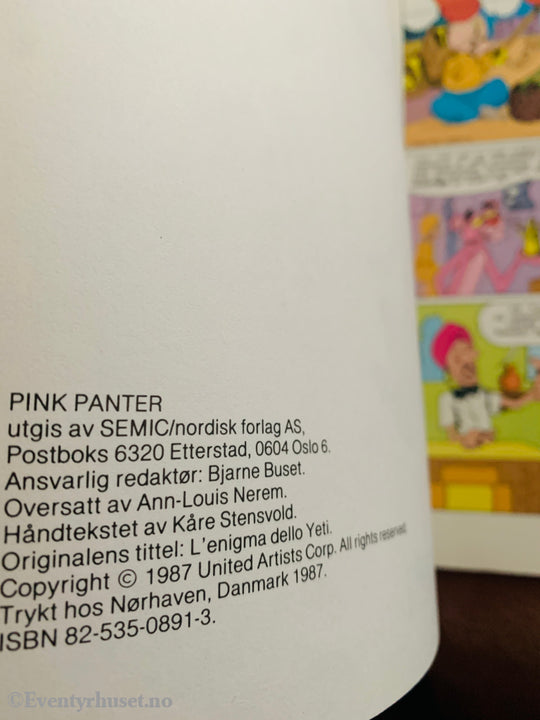 PINK PANTER
utgis av SEMIC/nordisk forlag AS,
Postboks 6320 Etterstad, 0604 Oslo 6.
Ansvarlig redaktør: Bjarne Buset.
Oversatt av Ann-Louis Nerem.
Håndtekstet av Kåre Stensvold.
Originalens tittel: L'enigma dello Yeti.
Copyright © 1987 United Artists Corp. All rights reserved.
Trykt hos Nørhaven, Danmark 1987.
ISBN 82-535-0891-3.
©Eventyrhuset.no